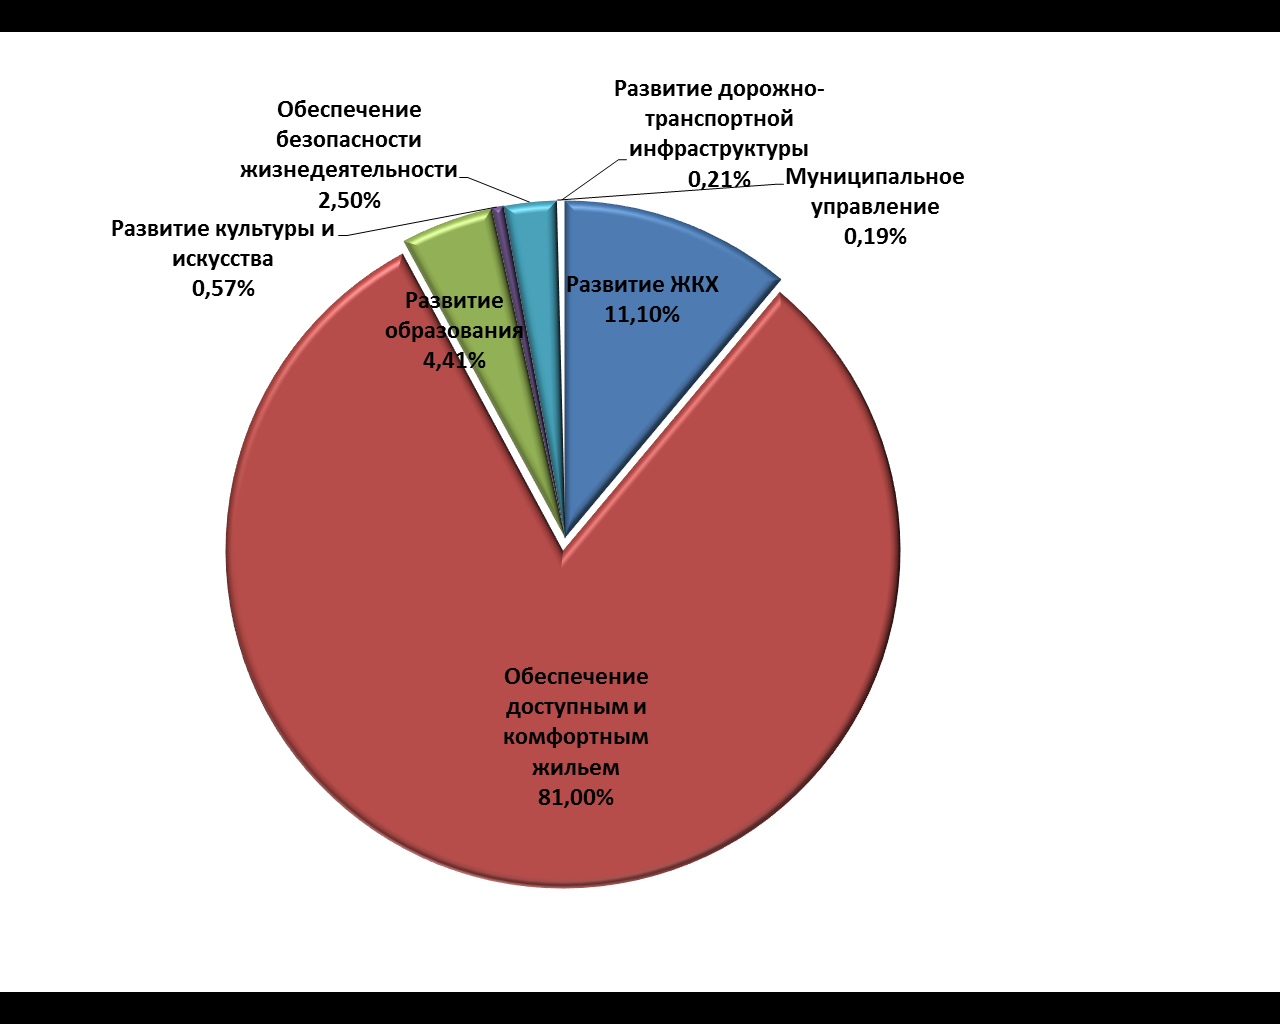 Развитие дорожно-
транспортной
инфраструктуры
0,21%
Обеспечение
безопасности
жизнедеятельности
2,50%
Муниципальное
управление
0,19%
Развитие культуры и
искусства
0,57%
Развитие ЖКХ
11,10%
Развитие
образования
4,41%
Обеспечение
доступным и
комфортным
жильем
81,00%